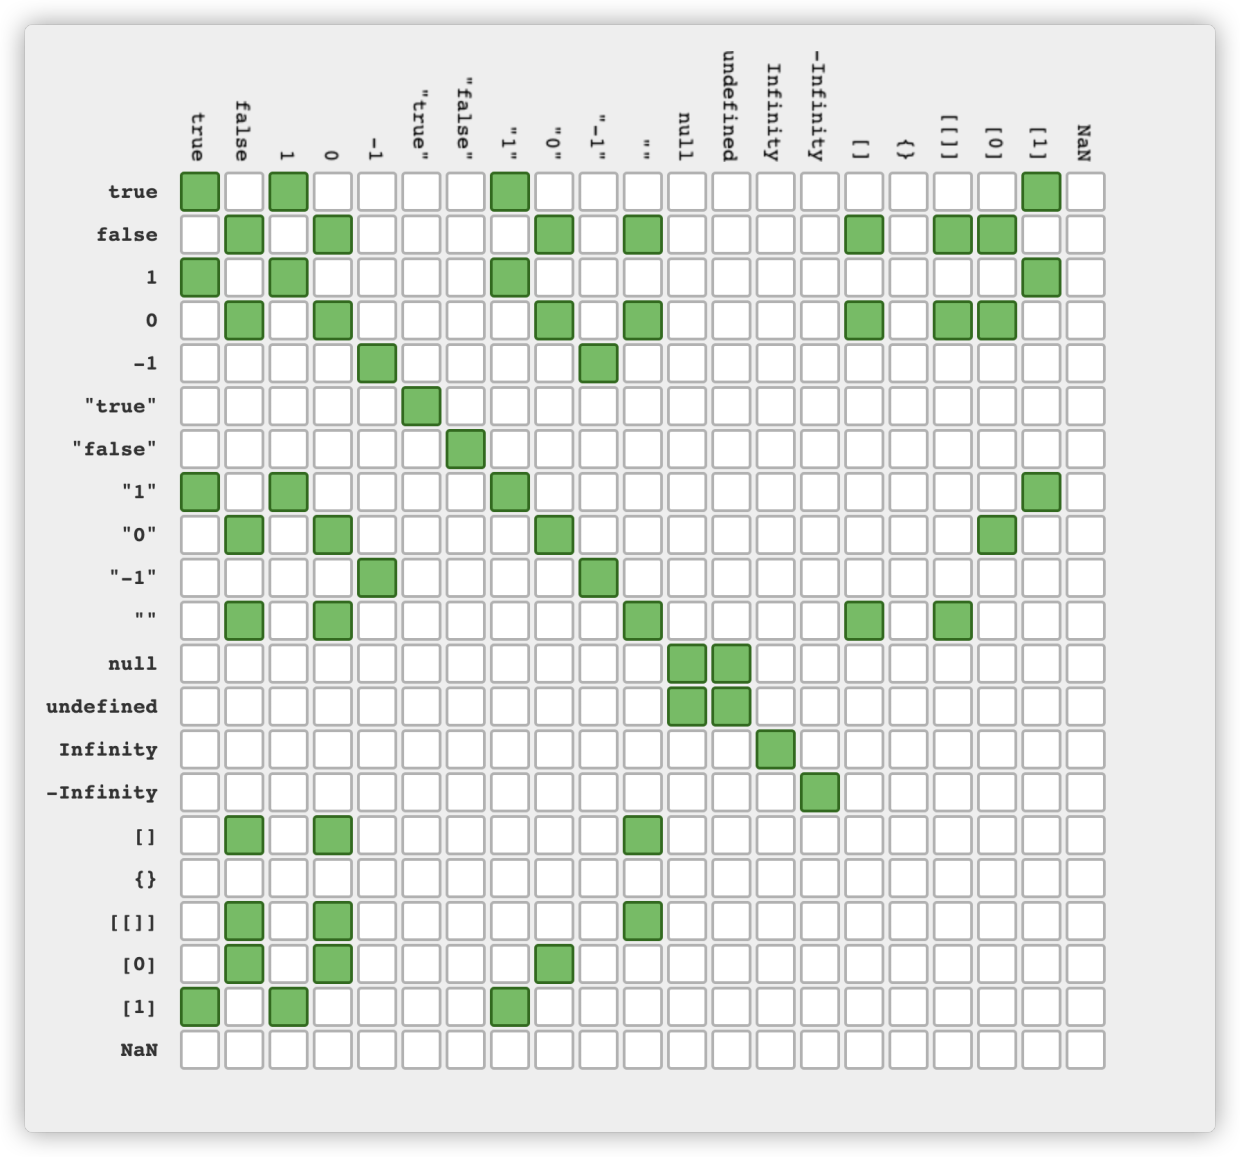 true
false
1
0
-1
"true"
"false"
"1"
"0"
"-1"
""
null
undefined
Infinity
-Infinity
[]
{}
[[]]
[0]
[1]
NaN
true
false
1
0
-1
"true"
"false"
"1"
"0"
"-1"
""
null
undefined
Infinity
-Infinity
[]
{}
[[]]
[0]
[1]
NaN